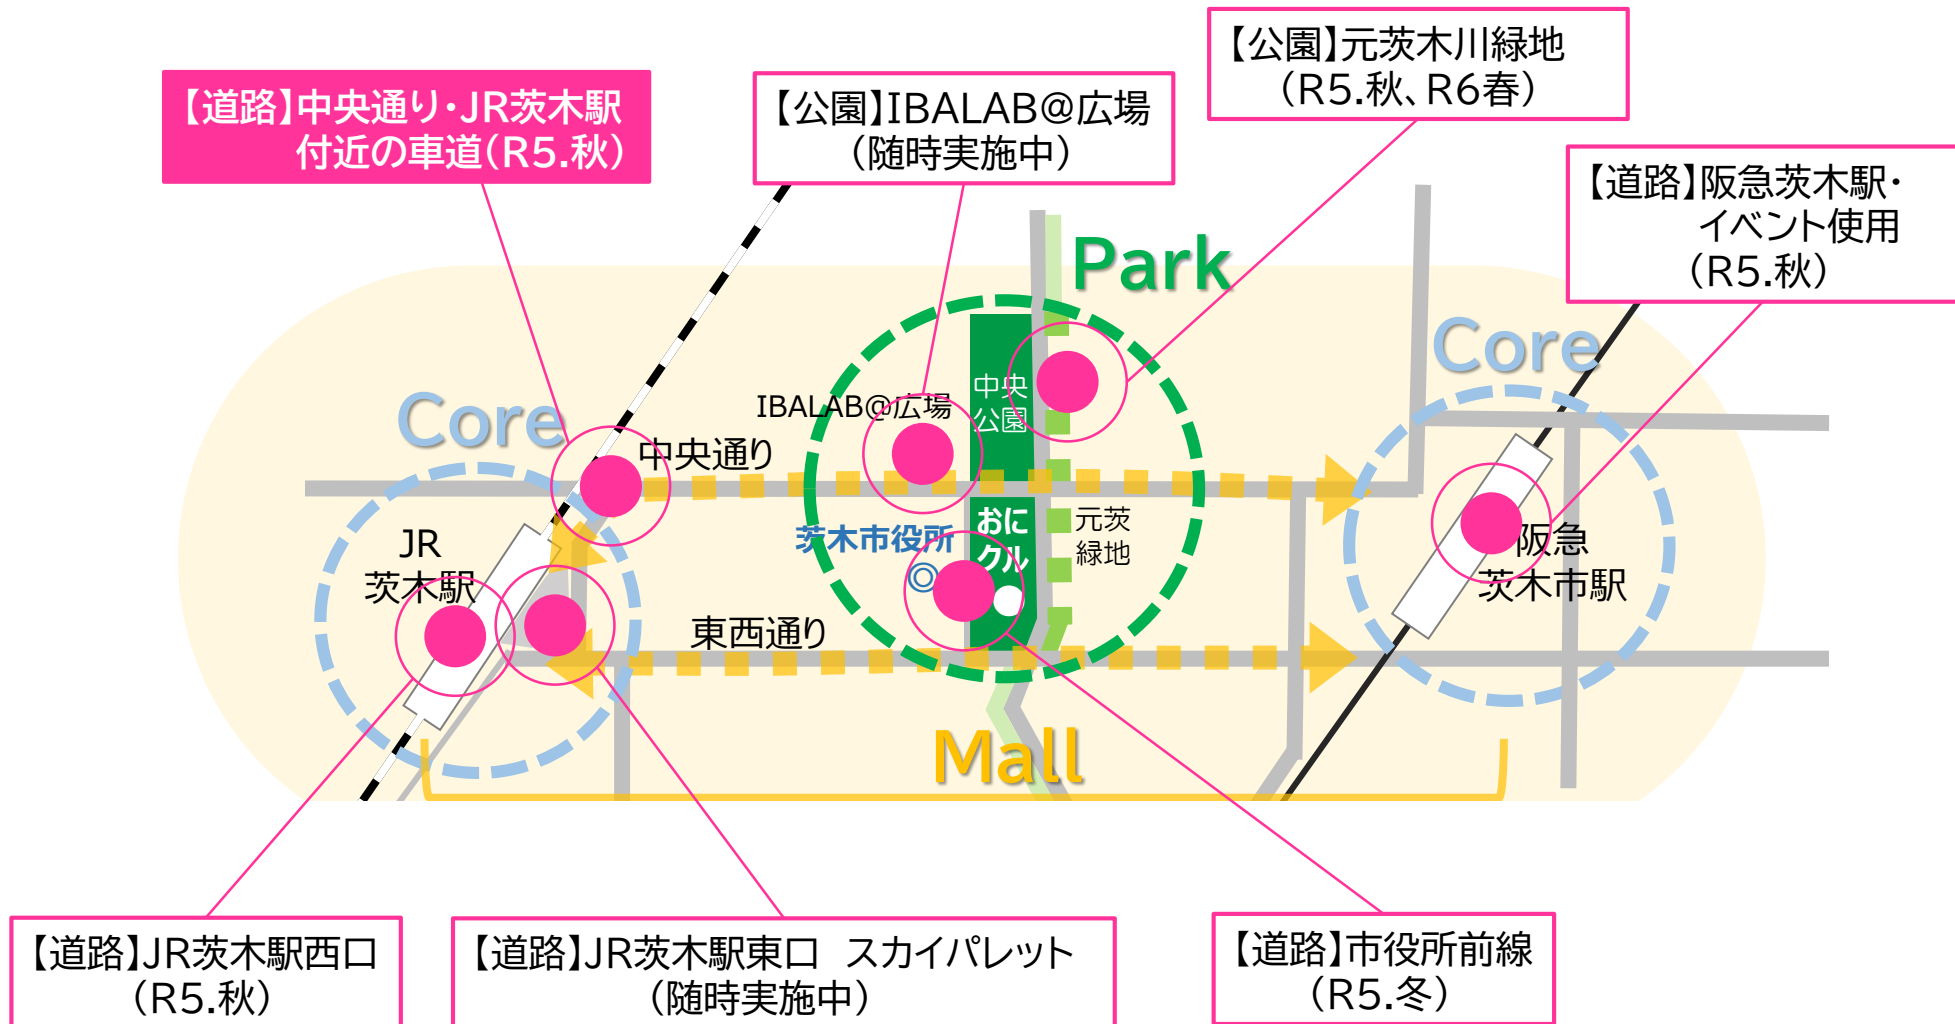 【公園】元茨木川緑地
（R5.秋、R6春）
【道路】中央通り・JR茨木駅
付近の車道（R5.秋）
【公園】IBALAB@広場
（随時実施中）
【道路】阪急茨木駅・
イベント使用
（R5.秋）
Park
Core
Core
中央
公園
IBALAB@広場
中央通り
おに
クル
元茨
緑地
茨木市役所
◎
JR
茨木駅
阪急
茨木市駅
東西通り
Mall
【道路】JR茨木駅西口
（R5.秋）
【道路】JR茨木駅東口　スカイパレット
（随時実施中）
【道路】市役所前線
（R5.冬）